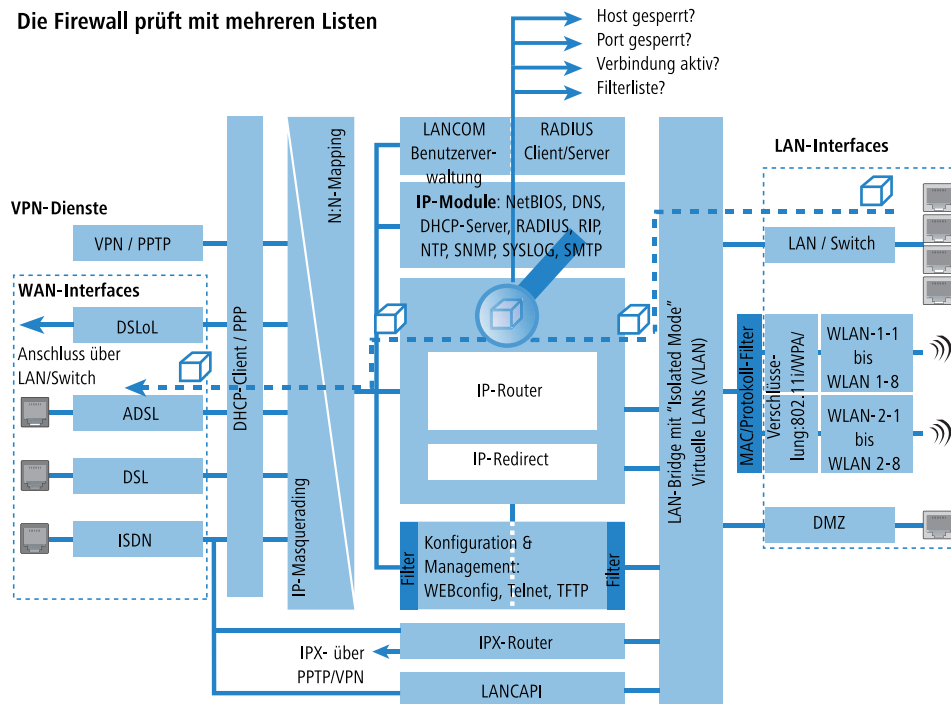 Die Firewall prüft mit mehreren Listen
Host gesperrt?
Port gesperrt?
Verbindung aktiv?
Filterliste?
LANCOM
Benutzerver-
waltung
RADIUS
Client/Server
LAN-Interfaces
N:N-Mapping
IP-Module: NetBIOS, DNS,
DHCP-Server, RADIUS, RIP,
NTP, SNMP, SYSLOG, SMTP
VPN-Dienste
VPN / PPTP
LAN / Switch
WAN-Interfaces
DSLoL
Anschluss über
LAN/Switch
ADSL
DSL
ISDN
DHCP-Client / PPP
IP-Masquerading
IP-Router
IP-Redirect
LAN-Bridge mit "Isolated Mode"
Virtuelle LANs (VLAN)
MAC/Protokoll-Filter
Verschlüsse-
lung:802.11i/WPA/
WLAN-1-1
bis
WLAN 1-8
WLAN-2-1
bis
WLAN 2-8
DMZ
Filter
Konfiguration &
Management:
WEBconfig, Telnet, TFTP
Filter
IPX-Router
IPX- über
PPTP/VPN
LANCAPI